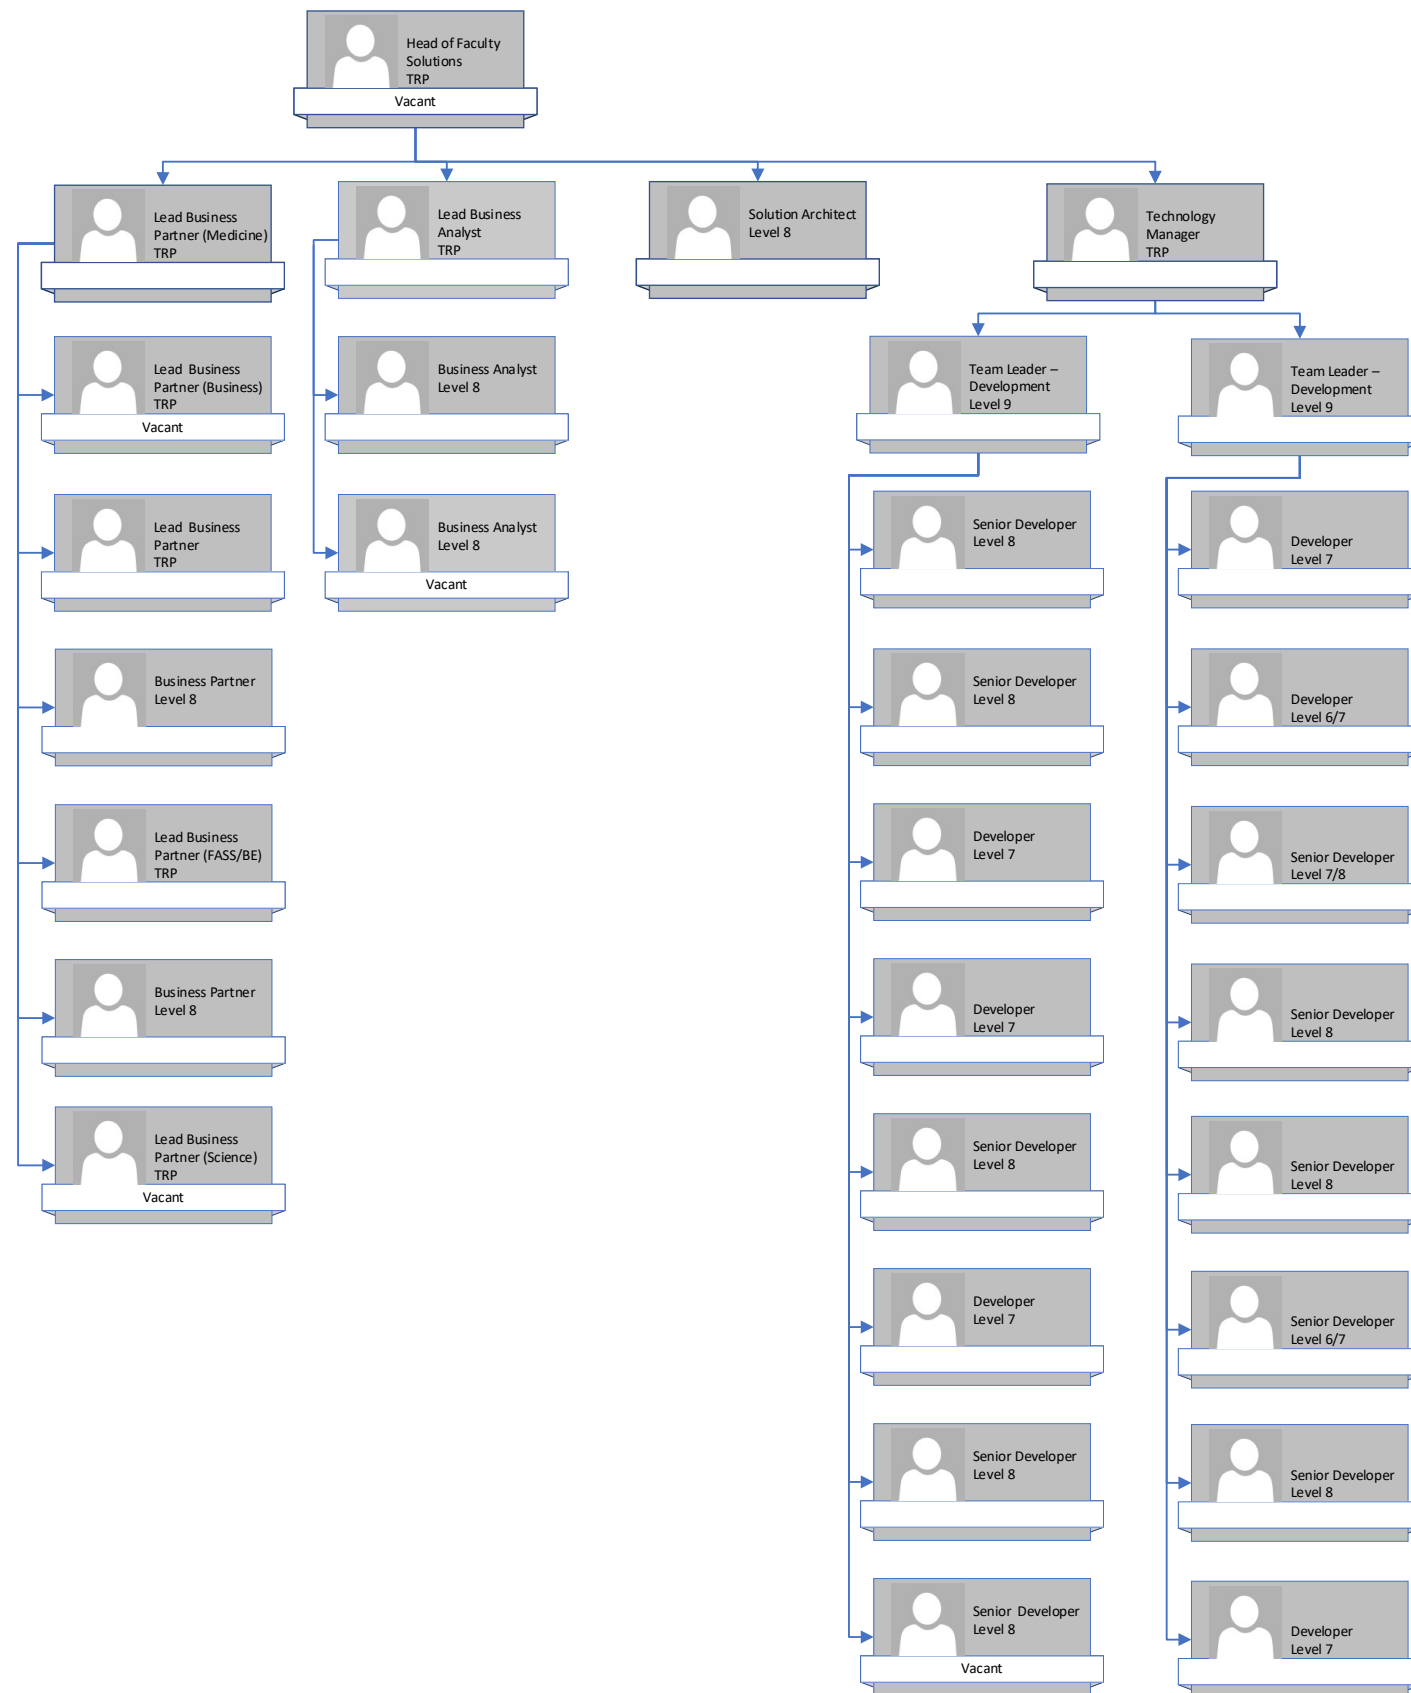 Head of Faculty
Solutions
TRP
Vacant
Lead Business
Partner (Medicine)
TRP
Lead Business
Analyst
TRP
Solution Architect
Level 8
Technology
Manager
TRP
Lead Business
Partner (Business)
TRP
Vacant
Business Analyst
Level 8
Team Leader –
Development
Level 9
Team Leader –
Development
Level 9
Lead Business
Partner
TRP
Business Analyst
Level 8
Vacant
Senior Developer
Level 8
Developer
Level 7
Business Partner
Level 8
Senior Developer
Level 8
Developer
Level 6/7
Lead Business
Partner (FASS/BE)
TRP
Developer
Level 7
Senior Developer
Level 7/8
Business Partner
Level 8
Developer
Level 7
Senior Developer
Level 8
Lead Business
Partner (Science)
TRP
Vacant
Senior Developer
Level 8
Senior Developer
Level 8
Developer
Level 7
Senior Developer
Level 6/7
Senior Developer
Level 8
Senior Developer
Level 8
Senior Developer
Level 8
Vacant
Developer
Level 7